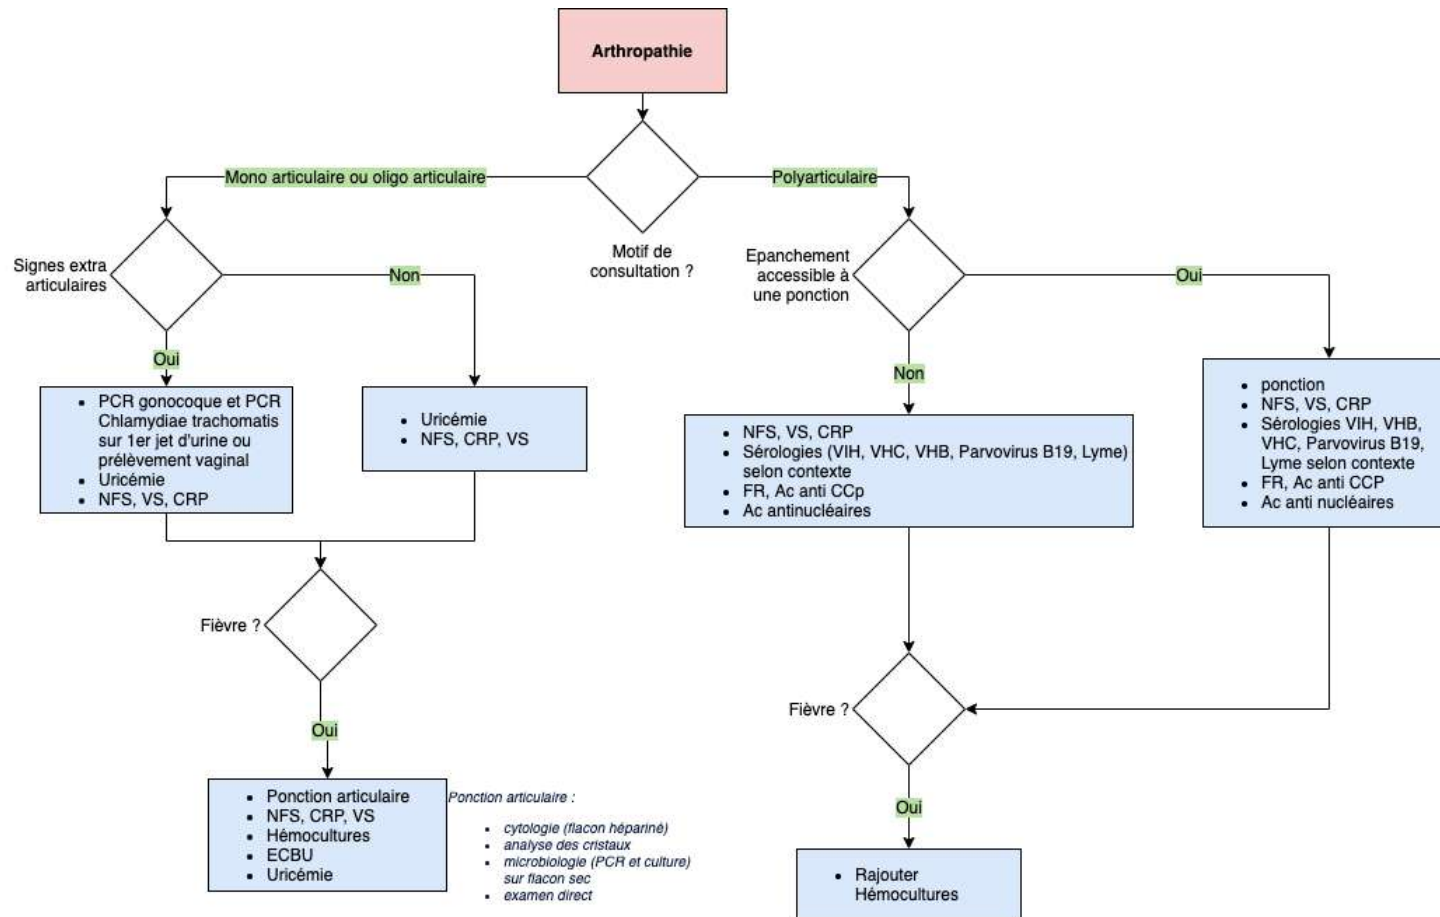 Arthropathie
Mono articulaire ou oligo articulaire
Polyarticulaire
Motif de
consultation ?
Signes extra
articulaires
Non
Oui
Epanchement
accessible à
une ponction
Oui
Non
• PCR gonocoque et PCR
Chlamydiae trachomatis
sur 1er jet d'urine ou
prélèvement vaginal
• Uricémie
• NFS, VS, CRP
• Uricémie
• NFS, CRP, VS
• NFS, VS, CRP
• Sérologies (VIH, VHC, VHB, Parvovirus B19, Lyme)
selon contexte
• FR, Ac anti CCp
• Ac antinucléaires
• ponction
• NFS, VS, CRP
• Sérologies VIH, VHB,
VHC, Parvovirus B19,
Lyme selon contexte
• FR, Ac anti CCP
• Ac anti nucléaires
Fièvre ?
Oui
• Ponction articulaire
• NFS, CRP, VS
• Hémocultures
• ECBU
• Uricémie
Ponction articulaire :
• cytologie (flacon hépariné)
• analyse des cristaux
• microbiologie (PCR et culture)
sur flacon sec
• examen direct
Fièvre ?
Oui
• Rajouter
Hémocultures